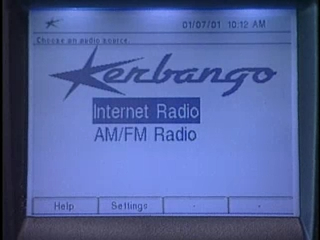 01/07/01 10:12 AM
Choose an audio source.
Kerbango
Internet Radio
AM/FM Radio
Help Settings - -